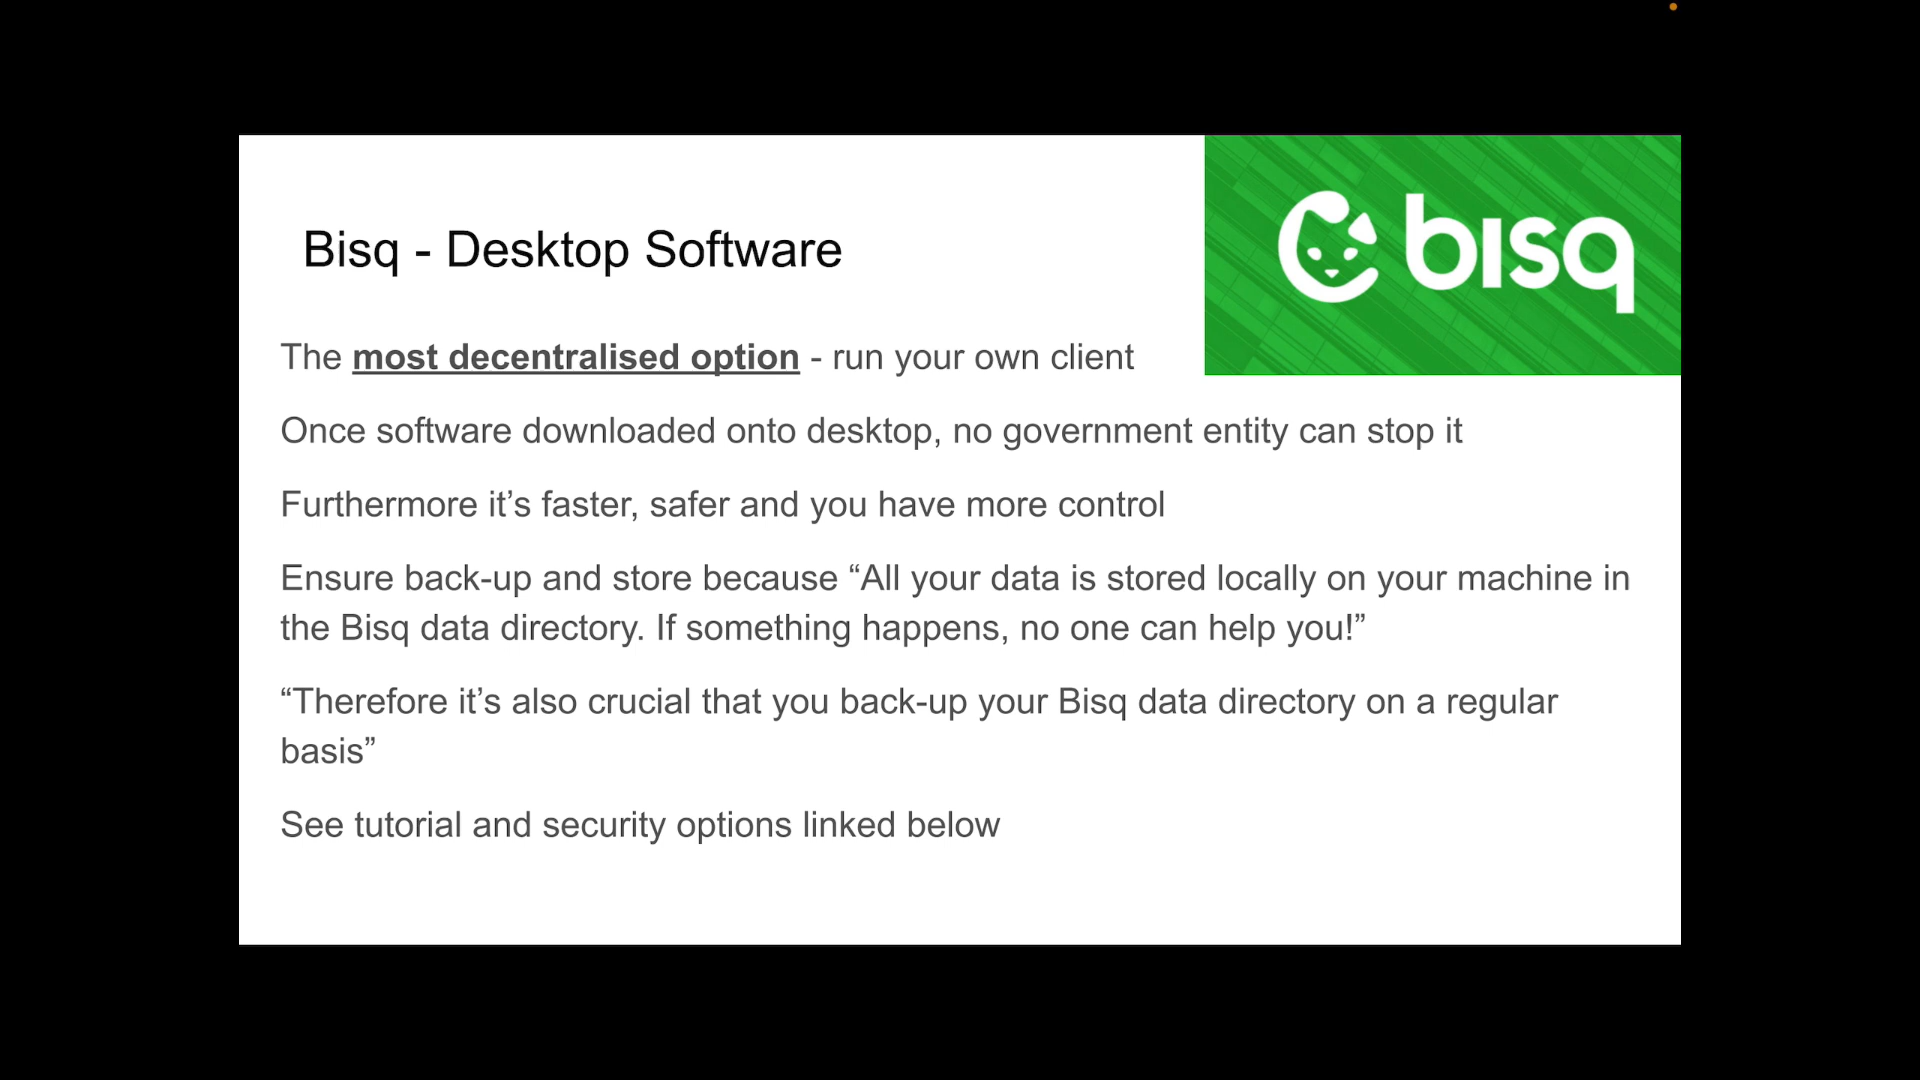 bisq
Bisq - Desktop Software
The most decentralised option - run your own client
Once software downloaded onto desktop, no government entity can stop it
Furthermore it’s faster, safer and you have more control
Ensure back-up and store because “All your data is stored locally on your machine in
the Bisq data directory. If something happens, no one can help you!”
“Therefore it’s also crucial that you back-up your Bisq data directory on a regular
basis”
See tutorial and security options linked below